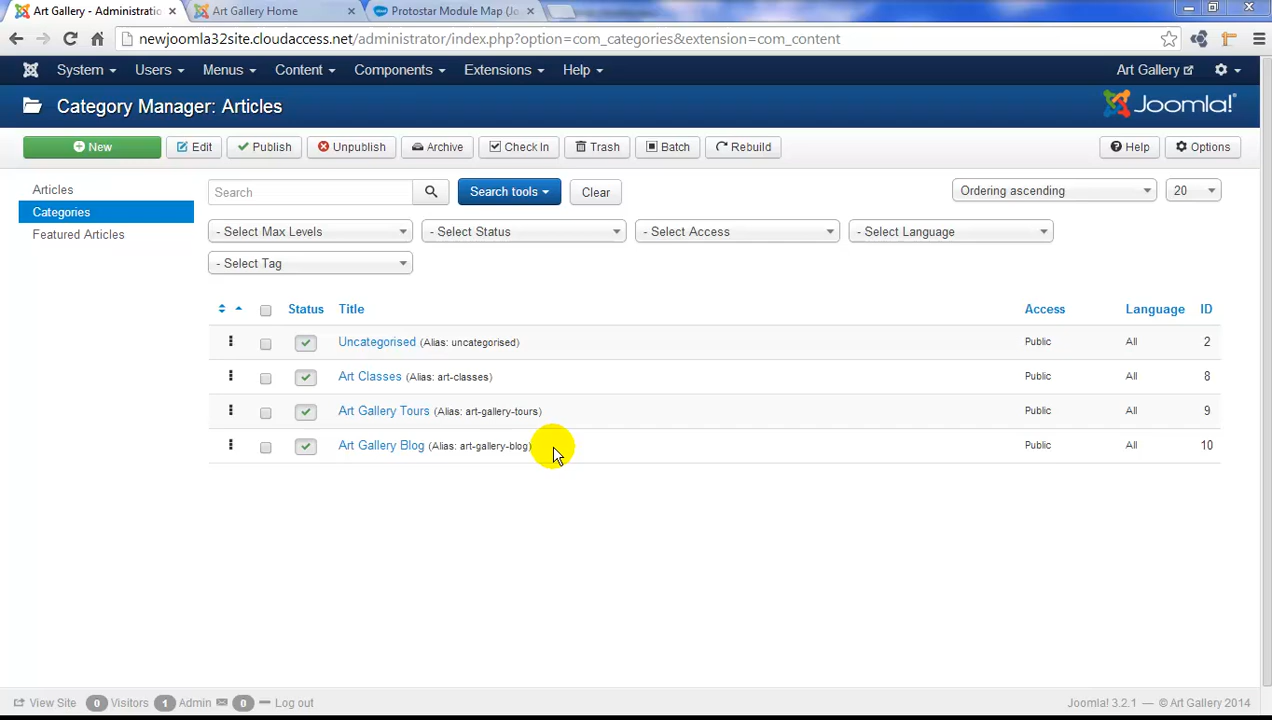 Art Gallery - Administratio
Art Gallery Home
Protostar Module Map (Jo
newjoomla32site.cloudaccess.net/administrator/index.php?option=com_categories&extension=com_content
System Users Menus Content Components Extensions Help Art Gallery
Category Manager: Articles Joomla!®
New Edit Publish Unpublish Archive Check In Trash Batch Rebuild Help Options
Articles
Categories
Featured Articles
Search Search tools Clear Ordering ascending 20
- Select Max Levels - Select Status - Select Access - Select Language
- Select Tag
Status Title Access Language ID
Uncategorised (Alias: uncategorised) Public All 2
Art Classes (Alias: art-classes) Public All 8
Art Gallery Tours (Alias: art-gallery-tours) Public All 9
Art Gallery Blog (Alias: art-gallery-blog) Public All 10
View Site 0 Visitors 1 Admin 0 Log out Joomla! 3.2.1 — © Art Gallery 2014